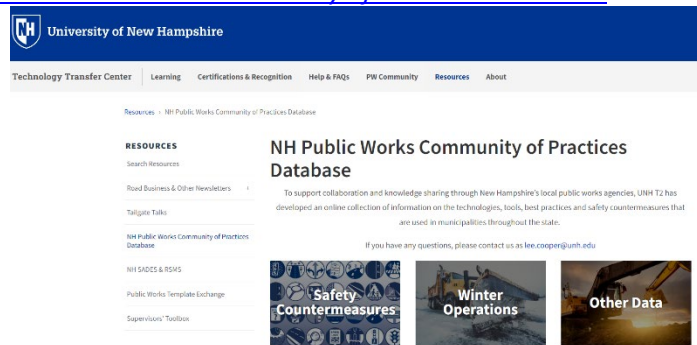 NH University of New Hampshire
Technology Transfer Center Learning Certifications & Recognition Help & FAQs PW Community Resources About
Resources › NH Public Works Community of Practices Database
RESOURCES
Search Resources
Road Business & Other Newsletters
Tailgate Talks
NH Public Works Community of Practices
Database
NH SADES & RSMS
Public Works Template Exchange
Supervisors' Toolbox
NH Public Works Community of Practices
Database
To support collaboration and knowledge sharing through New Hampshire's local public works agencies, UNH T2 has
developed an online collection of information on the technologies, tools, best practices and safety countermeasures that
are used in municipalities throughout the state.
If you have any questions, please contact us as lee.cooper@unh.edu
Safety
Countermeasures
Winter
Operations
Other Data